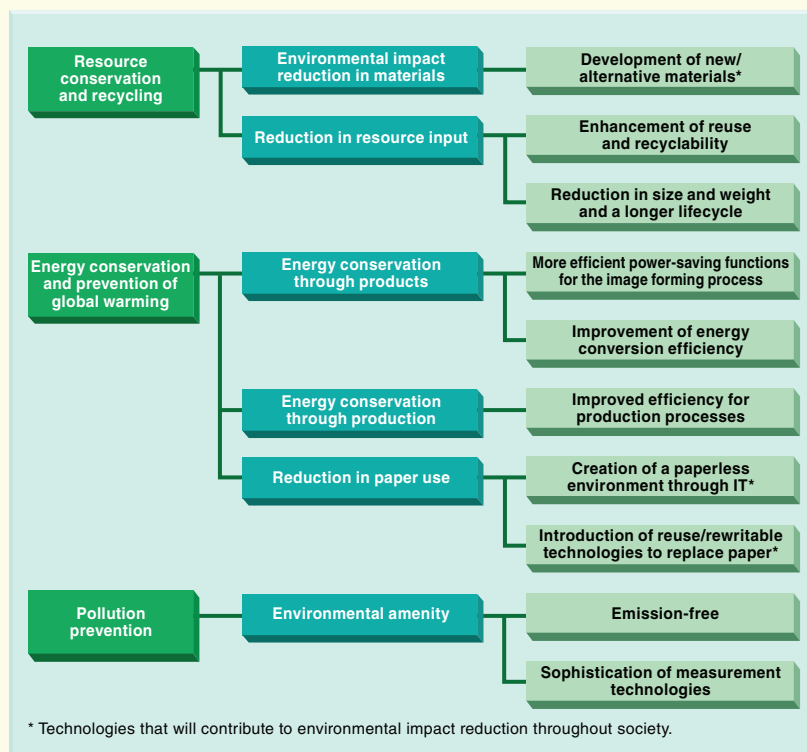 Resource
conservation
and recycling
Environmental impact
reduction in materials
Development of new/
alternative materials*
Reduction in resource input
Enhancement of reuse
and recyclability
Reduction in size and weight
and a longer lifecycle
Energy conservation
and prevention of
global warming
Energy conservation
through products
More efficient power-saving functions
for the image forming process
Improvement of energy
conversion efficiency
Energy conservation
through production
Improved efficiency for
production processes
Reduction in paper use
Creation of a paperless
environment through IT*
Introduction of reuse/rewritable
technologies to replace paper*
Pollution
prevention
Environmental amenity
Emission-free
Sophistication of measurement
technologies
* Technologies that will contribute to environmental impact reduction throughout society.